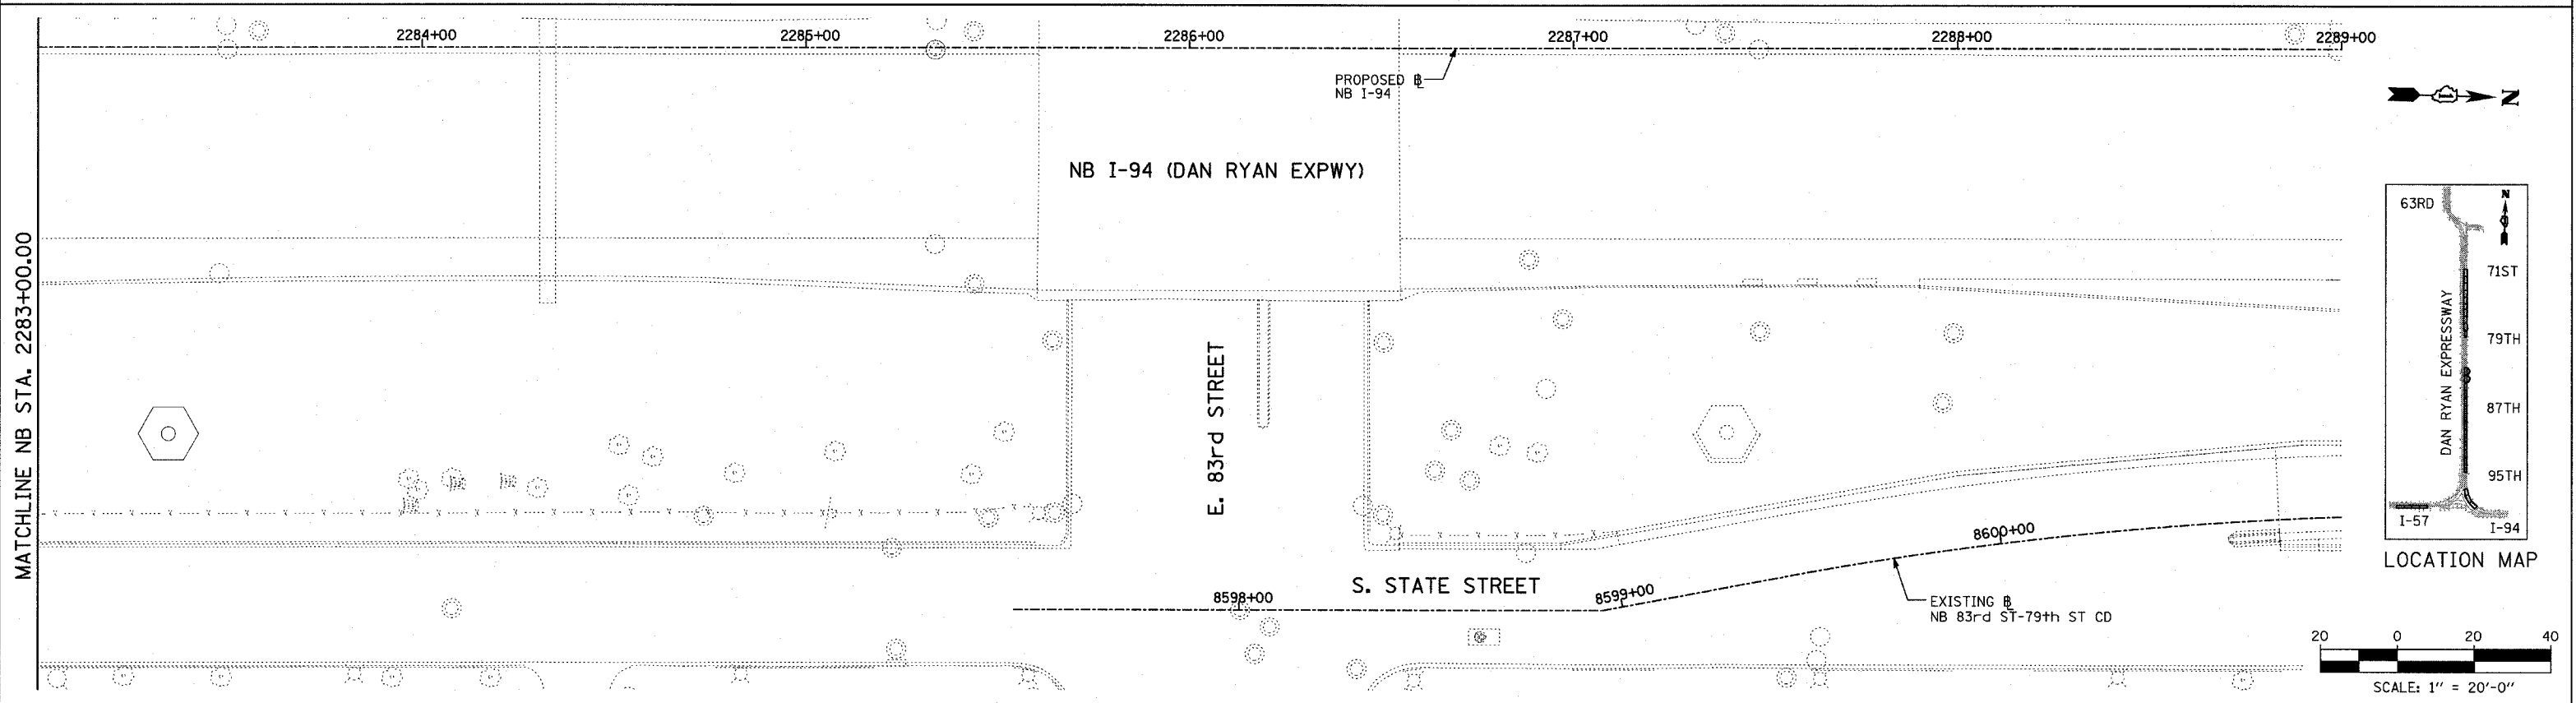 2284+00
2285+00
2286+00
2287+00
2288+00
2289+00
PROPOSED ℄
NB I-94
N
NB I-94 (DAN RYAN EXPWY)
MATCHLINE NB STA. 2283+00.00
E. 83rd STREET
S. STATE STREET
8598+00
8599+00
8600+00
EXISTING ℄
NB 83rd ST-79th ST CD
63RD
N
71ST
79TH
87TH
95TH
DAN RYAN EXPRESSWAY
I-57
I-94
LOCATION MAP
20 0 20 40
SCALE: 1" = 20'-0"